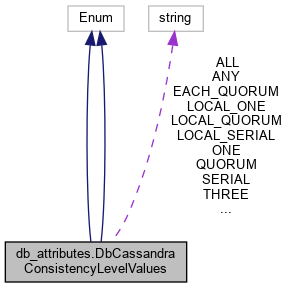 Enum
string
ALL
ANY
EACH_QUORUM
LOCAL_ONE
LOCAL_QUORUM
LOCAL_SERIAL
ONE
QUORUM
SERIAL
THREE
...
db_attributes.DbCassandra
ConsistencyLevelValues